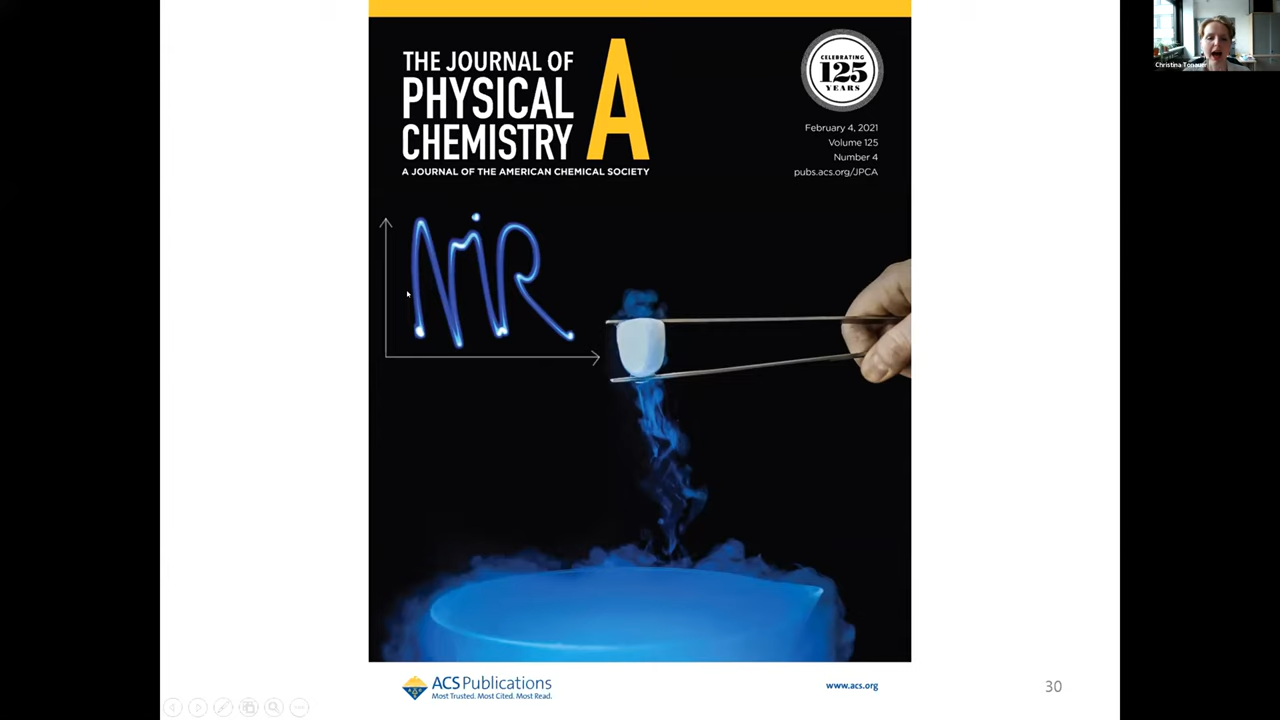 THE JOURNAL OF
PHYSICAL
CHEMISTRY
A
A JOURNAL OF THE AMERICAN CHEMICAL SOCIETY
CELEBRATING
125
YEARS
February 4, 2021
Volume 125
Number 4
pubs.acs.org/JPCA
NiR
ACS Publications
Most Trusted. Most Cited. Most Read.
www.acs.org
30
Christina Tonauer